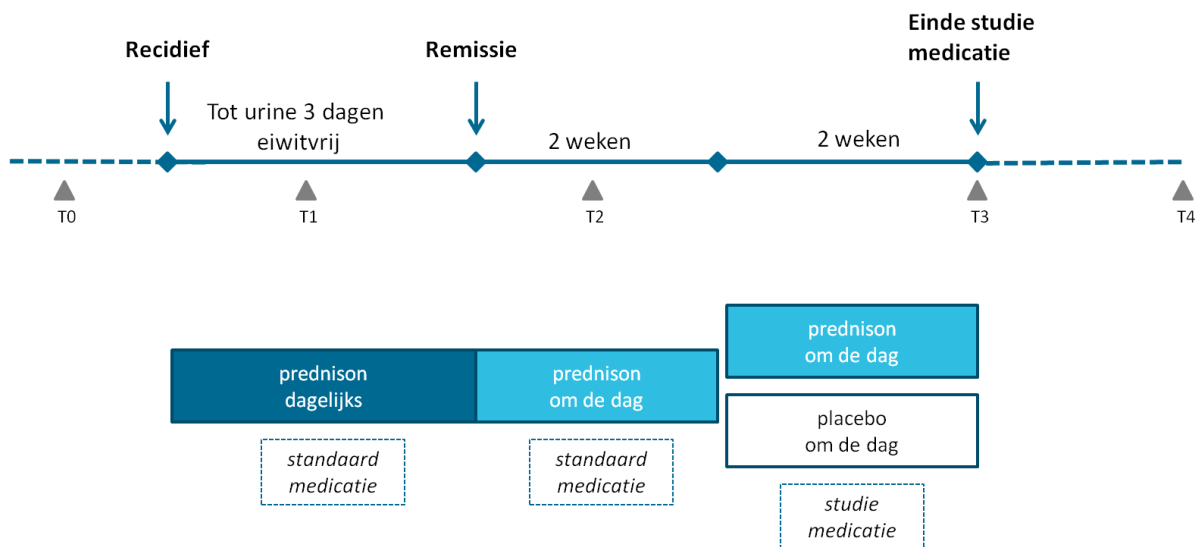 Recidief
Remissie
Einde studie
medicatie
Tot urine 3 dagen
eiwitvrij
2 weken
2 weken
T0
T1
T2
T3
T4
prednison
dagelijks
prednison
om de dag
prednison
om de dag
placebo
om de dag
standaard
medicatie
standaard
medicatie
studie
medicatie